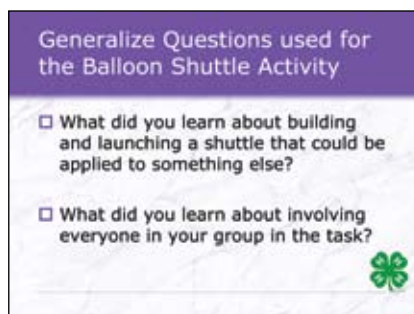 Generalize Questions used for
the Balloon Shuttle Activity
What did you learn about building
and launching a shuttle that could be
applied to something else?
What did you learn about involving
everyone in your group in the task?